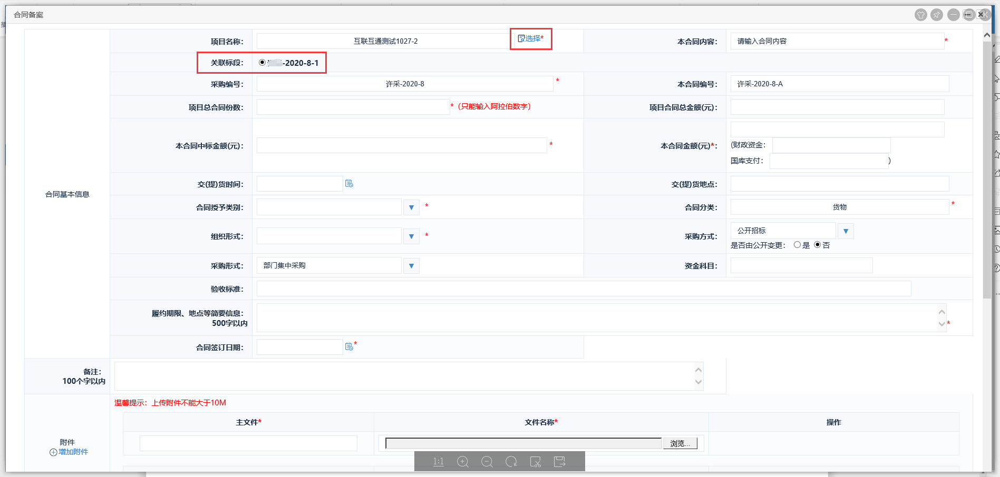 合同备案
项目名称： 互联互通测试1027-2 选择* 本合同内容： 请输入合同内容 *
关联标段： -2020-8-1
采购编号： 许采-2020-8 * 本合同编号： 许采-2020-8-A
项目总合同份数： *（只能输入阿拉伯数字） 项目合同总金额(元)：
本合同中标金额(元)： * 本合同金额(元)*：
(财政资金：
国库支付： )
交(提)货时间： 交(提)货地点：
合同基本信息
合同授予类别： ▼ * 合同分类： 货物 *
组织形式： ▼ * 采购方式： 公开招标 ▼
是否由公开变更： 是 否
采购形式： 部门集中采购 ▼ 资金科目：
验收标准：
履约期限、地点等简要信息：
500字以内 *
合同签订日期： *
备注：
100个字以内
温馨提示：上传附件不能大于10M
主文件* 文件名称* 操作
附件
增加附件
浏览...
1:1